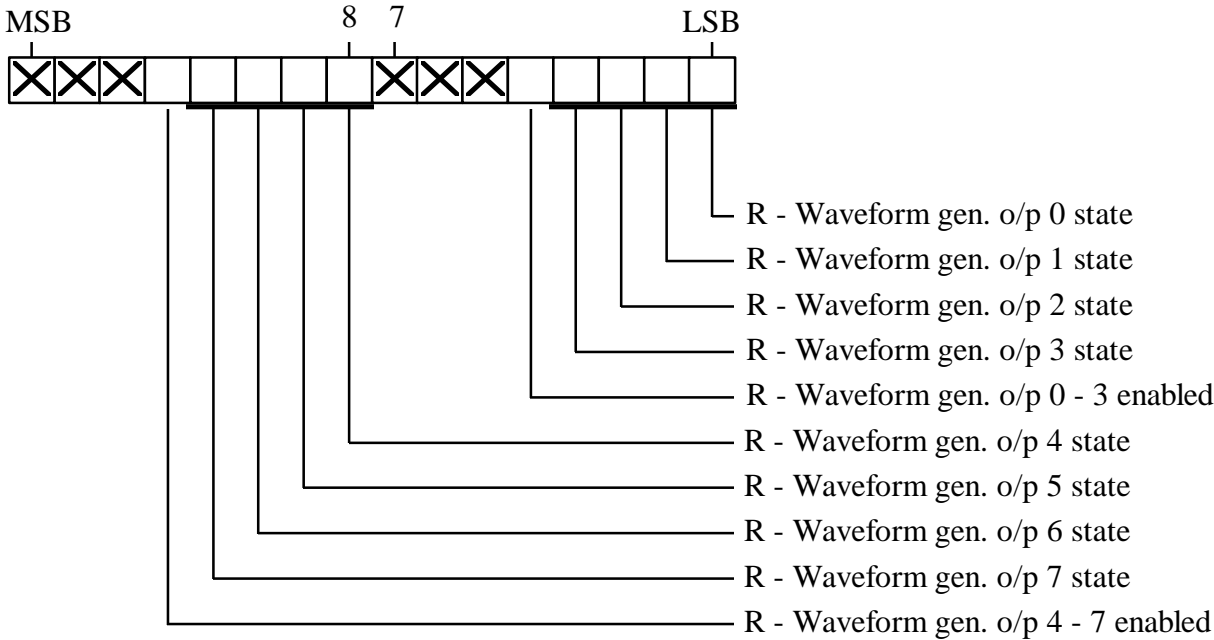 MSB 8 7 LSB
R - Waveform gen. o/p 0 state
R - Waveform gen. o/p 1 state
R - Waveform gen. o/p 2 state
R - Waveform gen. o/p 3 state
R - Waveform gen. o/p 0 - 3 enabled
R - Waveform gen. o/p 4 state
R - Waveform gen. o/p 5 state
R - Waveform gen. o/p 6 state
R - Waveform gen. o/p 7 state
R - Waveform gen. o/p 4 - 7 enabled